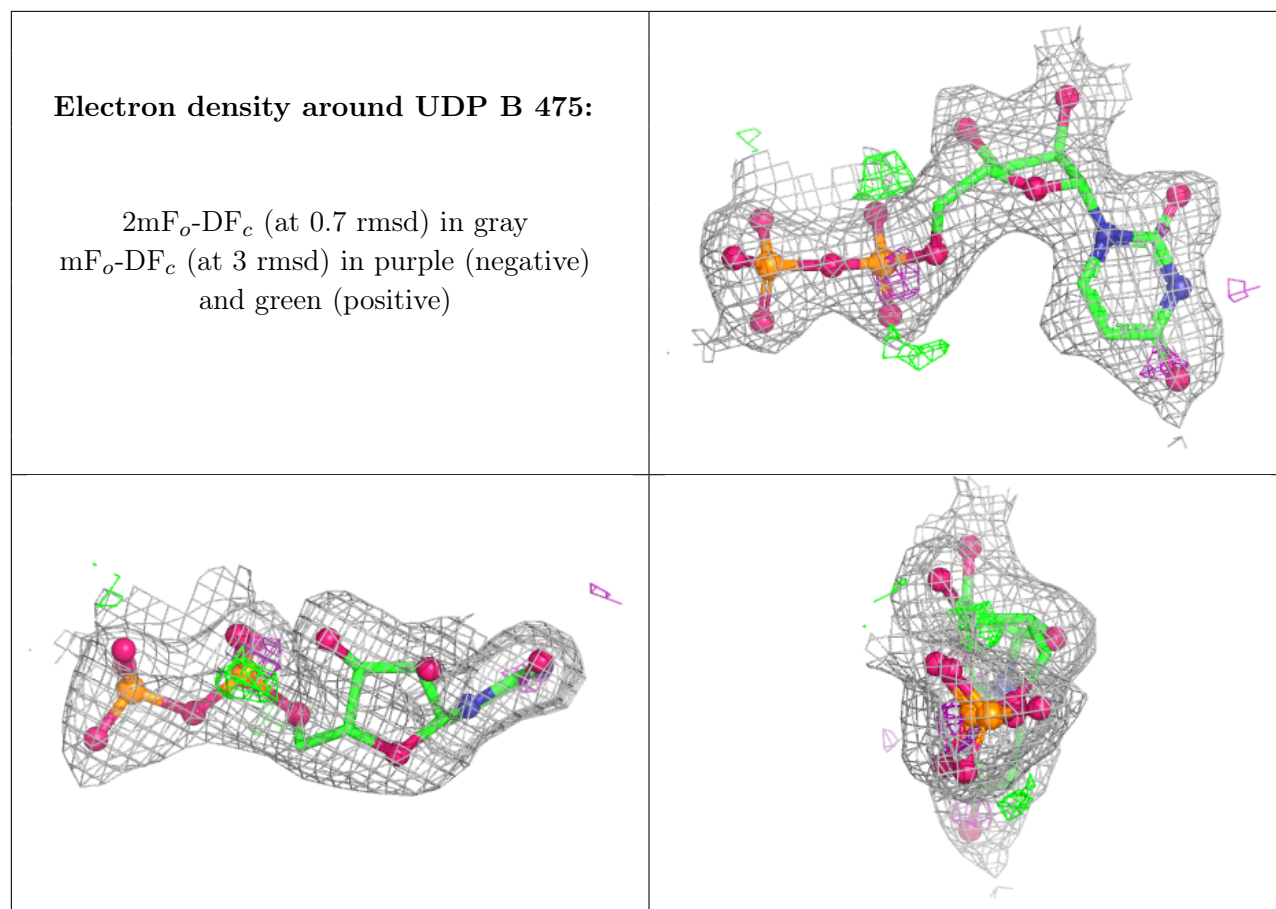 Electron density around UDP B 475:
2mFo-DFc (at 0.7 rmsd) in gray
mFo-DFc (at 3 rmsd) in purple (negative)
and green (positive)